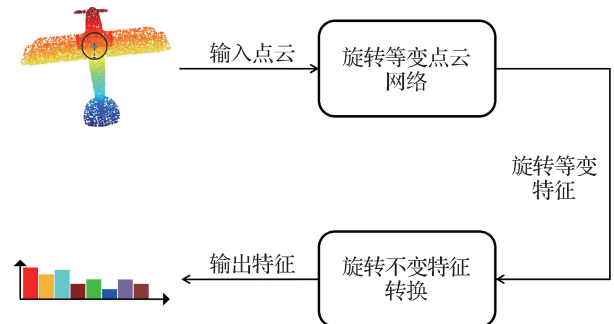 输入点云
旋转等变点云
网络
旋转等变
特征
输出特征
旋转不变特征
转换